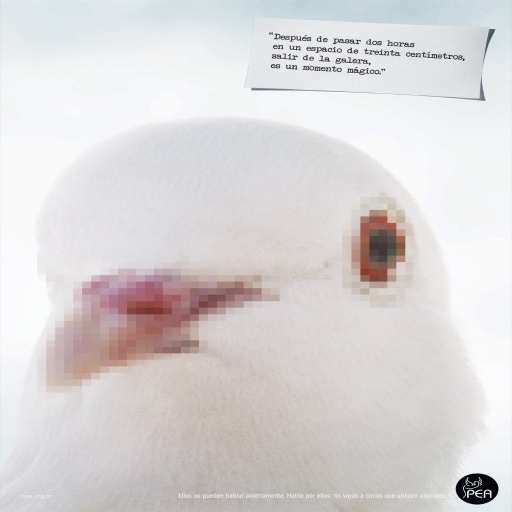 "Después de pasar dos horas
en un espacio de treinta centímetros,
salir de la galera,
es un momento mágico."
Ellos no pueden hablar abiertamente. Habla por ellos: no vayas a circos que utilicen animales.
PEA